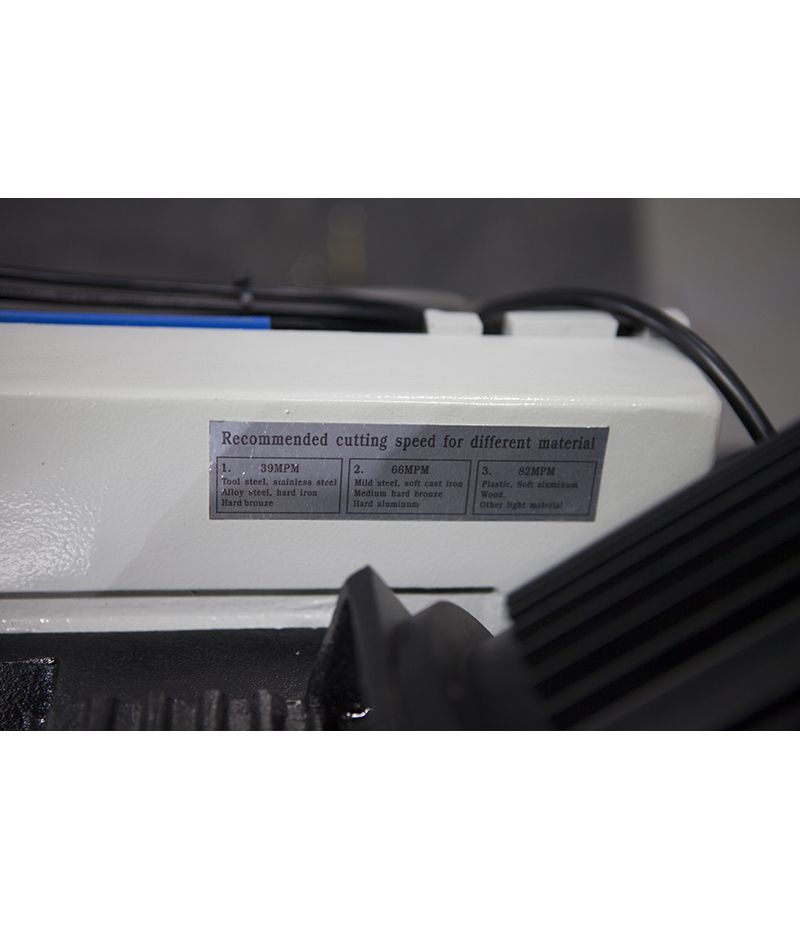 Recommended cutting speed for different material
1. 39MPM
Tool steel, stainless steel
Alloy steel, hard iron
Hard bronze
2. 66MPM
Mild steel, soft cast iron
Medium hard bronze
Hard aluminum
3. 82MPM
Plastic, Soft aluminum
Wood,
Other light material